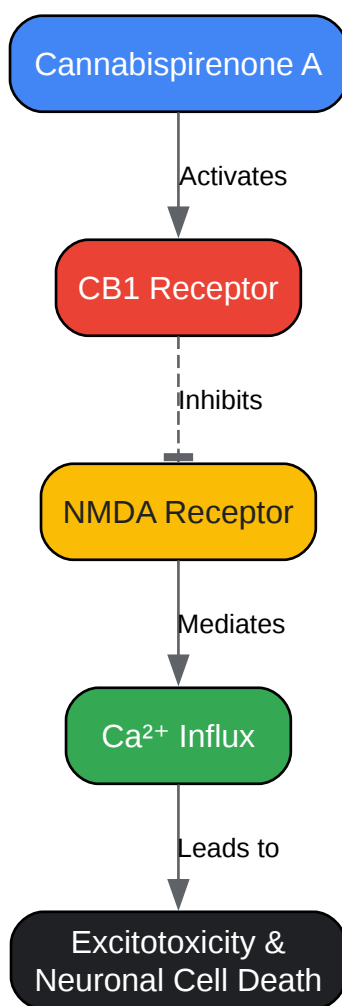 Cannabispirenone A
Activates
CB1 Receptor
Inhibits
NMDA Receptor
Mediates
Ca²⁺ Influx
Leads to
Excitotoxicity &
Neuronal Cell Death